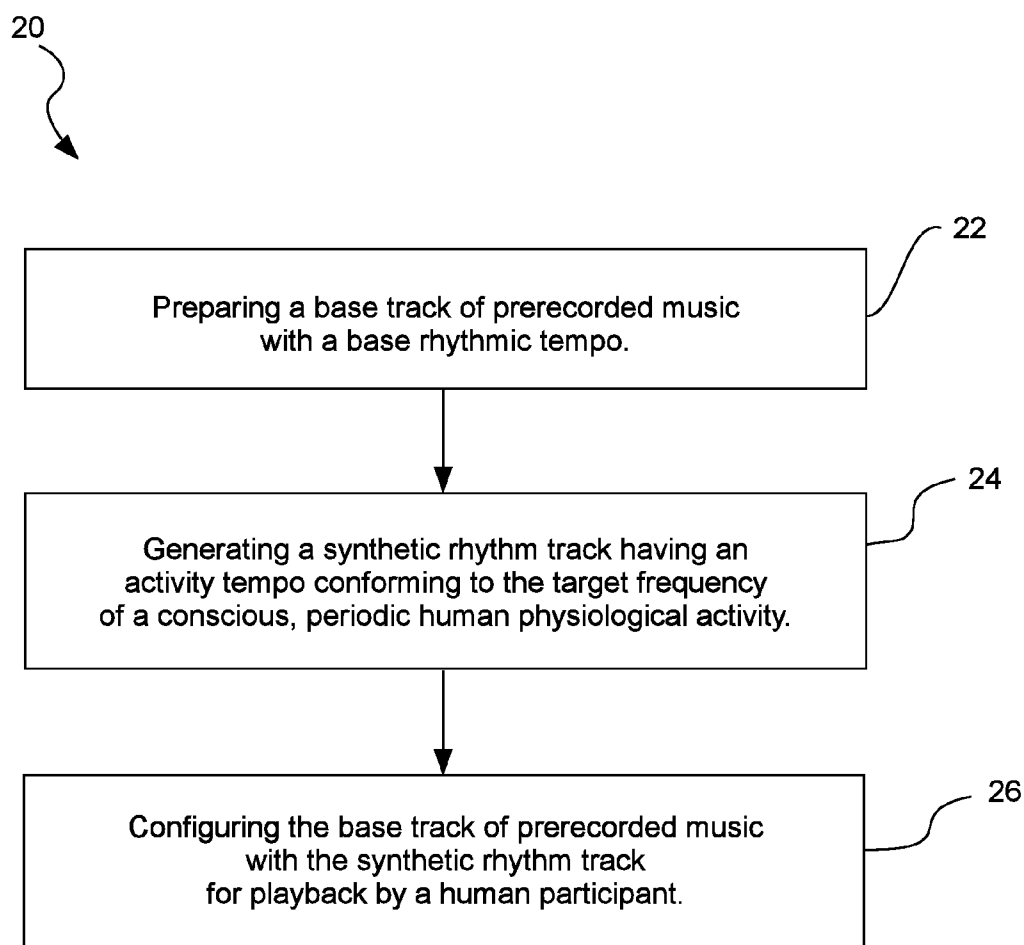 20
22
Preparing a base track of prerecorded music
with a base rhythmic tempo.
24
Generating a synthetic rhythm track having an
activity tempo conforming to the target frequency
of a conscious, periodic human physiological activity.
26
Configuring the base track of prerecorded music
with the synthetic rhythm track
for playback by a human participant.